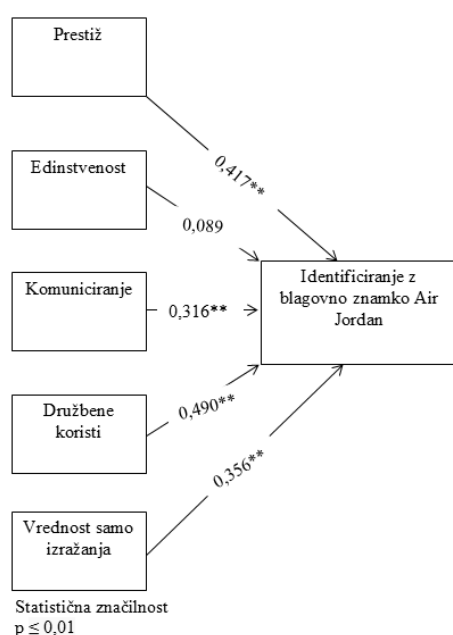 Prestiž
0,417**
Edinstvenost
0,089
Identificiranje z
blagovno znamko Air
Jordan
Komuniciranje
0,316**
Družbene
koristi
0,490**
Vrednost samo
izražanja
0,356**
Statistična značilnost
p ≤ 0,01